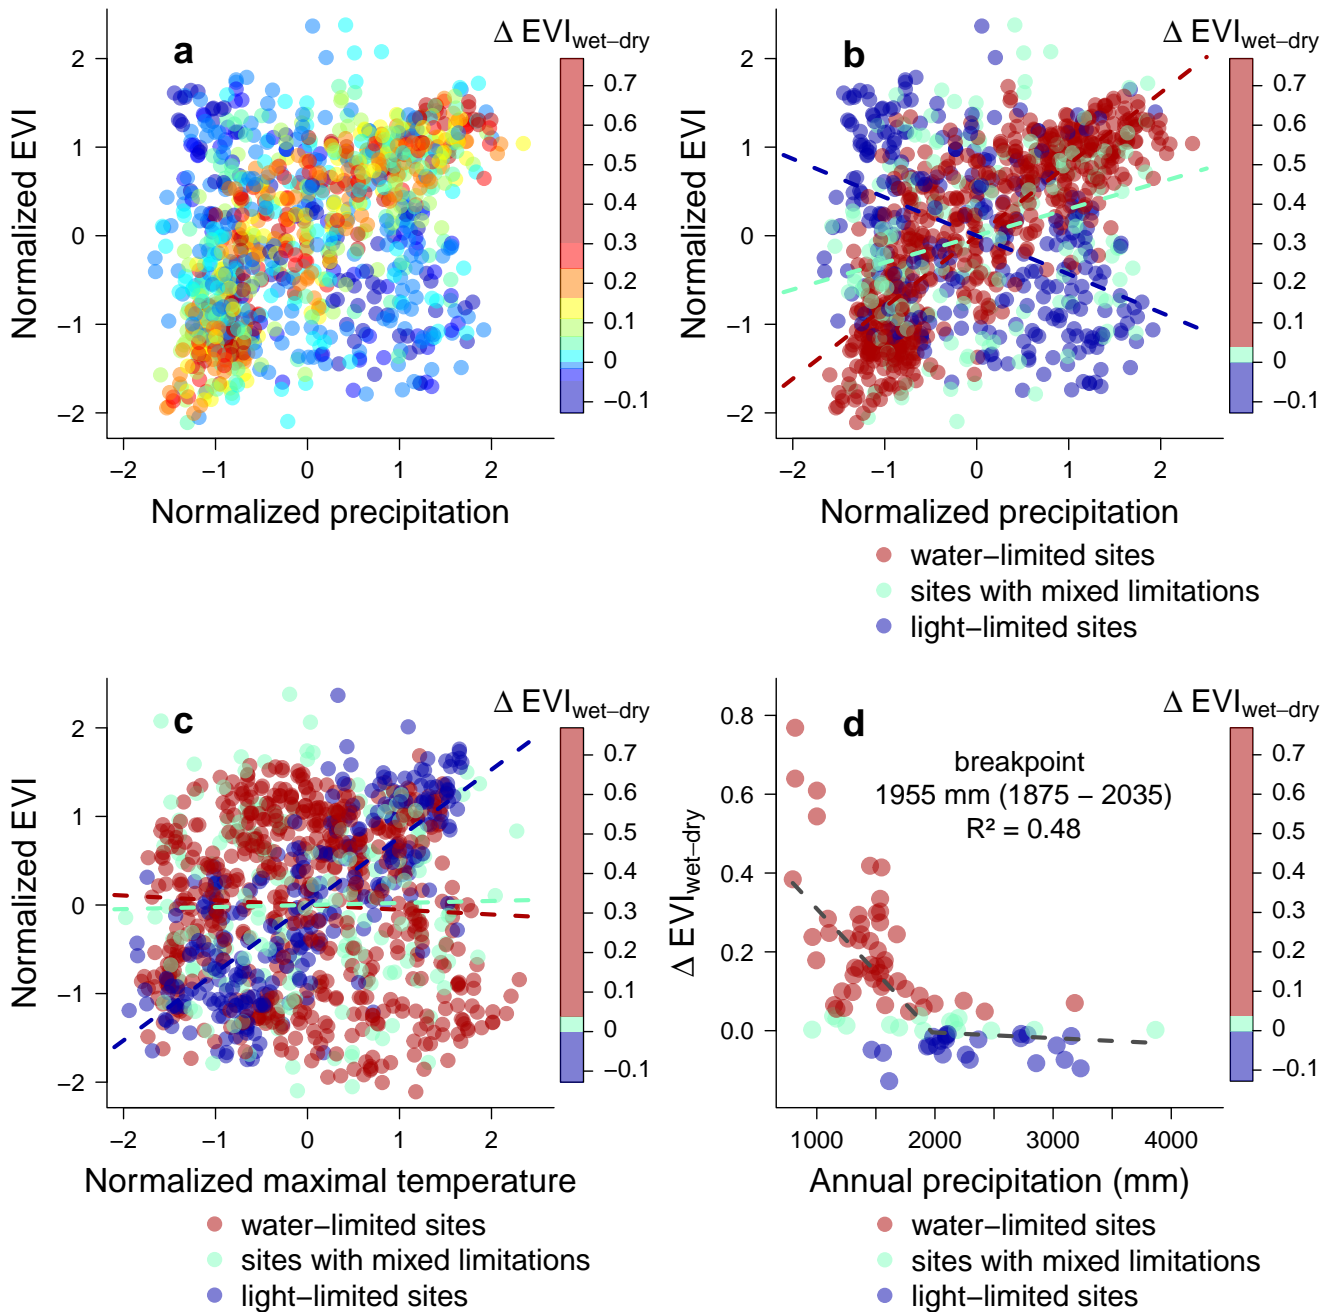 a
Δ EVIwet−dry
Normalized EVI
2
1
0
−1
−2
−2 −1 0 1 2
Normalized precipitation
0.7
0.6
0.5
0.4
0.3
0.2
0.1
0
−0.1
b
Δ EVIwet−dry
Normalized EVI
2
1
0
−1
−2
−2 −1 0 1 2
Normalized precipitation
0.7
0.6
0.5
0.4
0.3
0.2
0.1
0
−0.1
water−limited sites
sites with mixed limitations
light−limited sites
c
Δ EVIwet−dry
Normalized EVI
2
1
0
−1
−2
−2 −1 0 1 2
Normalized maximal temperature
0.7
0.6
0.5
0.4
0.3
0.2
0.1
0
−0.1
water−limited sites
sites with mixed limitations
light−limited sites
d
Δ EVIwet−dry
breakpoint
1955 mm (1875 − 2035)
R² = 0.48
Δ EVIwet−dry
0.8
0.6
0.4
0.2
0.0
1000 2000 3000 4000
Annual precipitation (mm)
0.7
0.6
0.5
0.4
0.3
0.2
0.1
0
−0.1
water−limited sites
sites with mixed limitations
light−limited sites